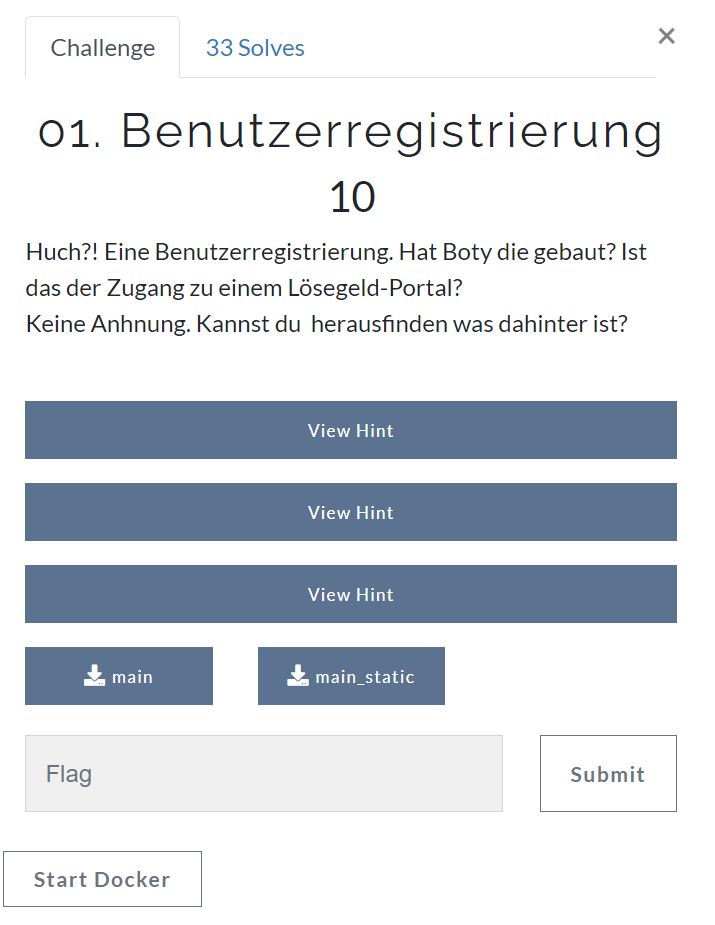 Challenge
33 Solves
×
01. Benutzerregistrierung
10
Huch?! Eine Benutzerregistrierung. Hat Boty die gebaut? Ist
das der Zugang zu einem Lösegeld-Portal?
Keine Anhnung. Kannst du  herausfinden was dahinter ist?
View Hint
View Hint
View Hint
main
main_static
Flag
Submit
Start Docker